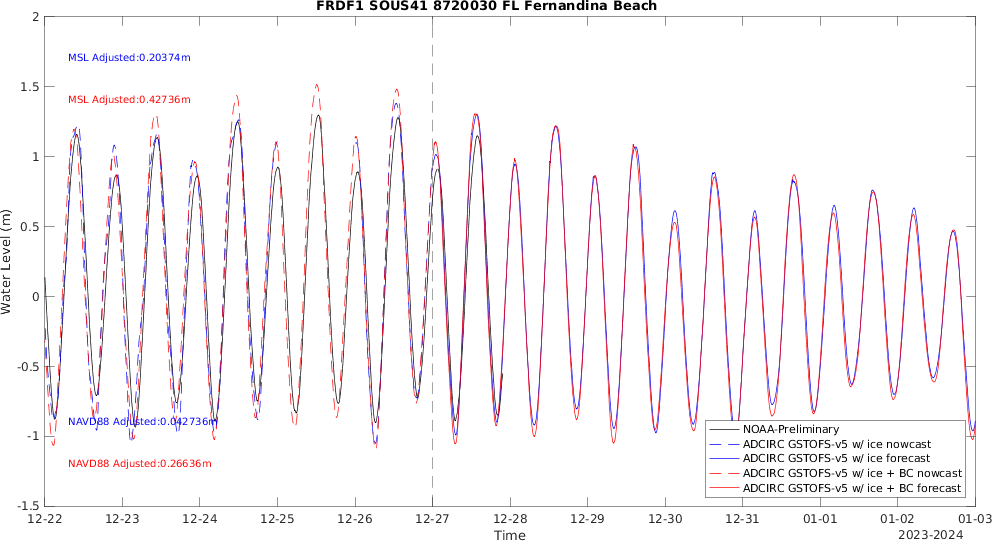 FRDF1 SOUS41 8720030 FL Fernandina Beach
2
1.5
1
0.5
0
-0.5
-1
-1.5
Water Level (m)
MSL Adjusted:0.20374m
MSL Adjusted:0.42736m
NAVD88 Adjusted:0.042736m
NAVD88 Adjusted:0.26636m
NOAA-Preliminary
ADCIRC GSTOFS-v5 w/ ice nowcast
ADCIRC GSTOFS-v5 w/ ice forecast
ADCIRC GSTOFS-v5 w/ ice + BC nowcast
ADCIRC GSTOFS-v5 w/ ice + BC forecast
12-22 12-23 12-24 12-25 12-26 12-27 12-28 12-29 12-30 12-31 01-01 01-02 01-03
Time
2023-2024